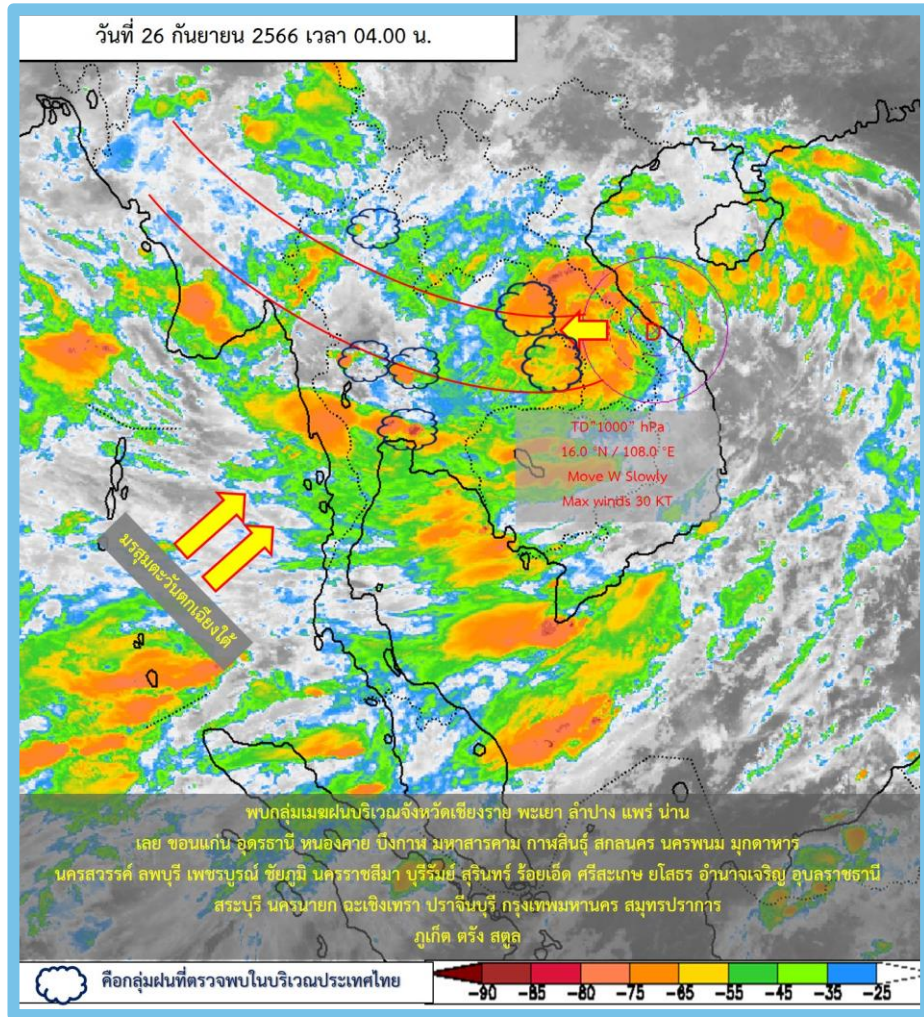 วันที่ 26 กันยายน 2566 เวลา 04.00 น.
TD"1000" hPa
16.0 °N / 108.0 °E
Move W Slowly
Max winds 30 KT
มรสุมตะวันตกเฉียงใต้
พบกลุ่มเมฆฝนบริเวณจังหวัดเชียงราย พะเยา ลำปาง แพร่ น่าน
เลย ขอนแก่น อุดรธานี หนองคาย บึงกาฬ มหาสารคาม กาฬสินธุ์ สกลนคร นครพนม มุกดาหาร
นครสวรรค์ ลพบุรี เพชรบูรณ์ ชัยภูมิ นครราชสีมา บุรีรัมย์ สุรินทร์ ร้อยเอ็ด ศรีสะเกษ ยโสธร อำนาจเจริญ อุบลราชธานี
สระบุรี นครนายก ฉะเชิงเทรา ปราจีนบุรี กรุงเทพมหานคร สมุทรปราการ
ภูเก็ต ตรัง สตูล
คือกลุ่มฝนที่ตรวจพบในบริเวณประเทศไทย
-90 -85 -80 -75 -65 -55 -45 -35 -25